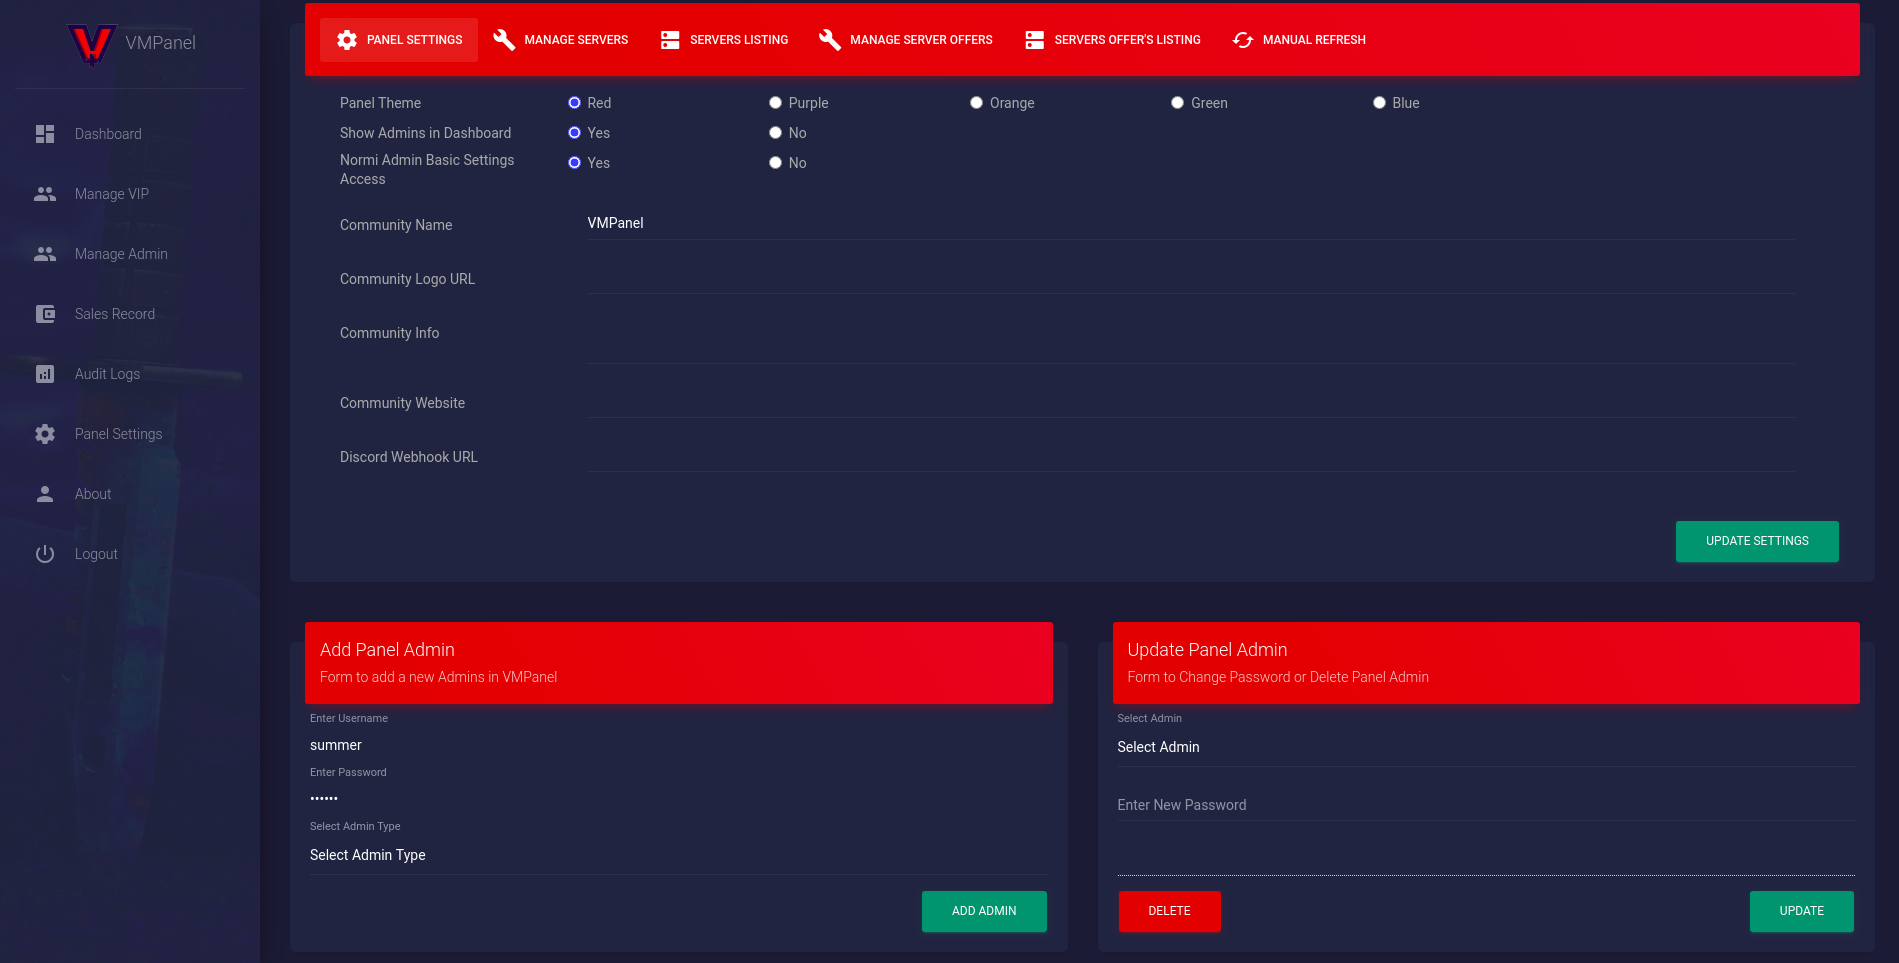 VMPanel
Dashboard
Manage VIP
Manage Admin
Sales Record
Audit Logs
Panel Settings
About
Logout
PANEL SETTINGS MANAGE SERVERS SERVERS LISTING MANAGE SERVER OFFERS SERVERS OFFER'S LISTING MANUAL REFRESH
Panel Theme Red Purple Orange Green Blue
Show Admins in Dashboard Yes No
Normi Admin Basic Settings
Access Yes No
Community Name VMPanel
Community Logo URL
Community Info
Community Website
Discord Webhook URL
UPDATE SETTINGS
Add Panel Admin
Form to add a new Admins in VMPanel
Enter Username
summer
Enter Password
••••••
Select Admin Type
Select Admin Type
ADD ADMIN
Update Panel Admin
Form to Change Password or Delete Panel Admin
Select Admin
Select Admin
Enter New Password
DELETE UPDATE